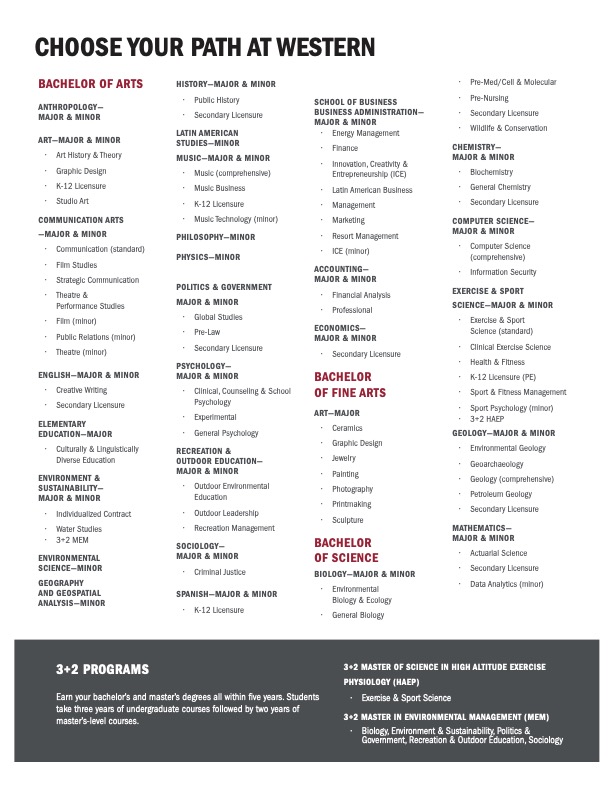 CHOOSE YOUR PATH AT WESTERN
BACHELOR OF ARTS
ANTHROPOLOGY—
MAJOR & MINOR
ART—MAJOR & MINOR
· Art History & Theory
· Graphic Design
· K-12 Licensure
· Studio Art
COMMUNICATION ARTS
—MAJOR & MINOR
· Communication (standard)
· Film Studies
· Strategic Communication
· Theatre &
Performance Studies
· Film (minor)
· Public Relations (minor)
· Theatre (minor)
ENGLISH—MAJOR & MINOR
· Creative Writing
· Secondary Licensure
ELEMENTARY
EDUCATION—MAJOR
· Culturally & Linguistically
Diverse Education
ENVIRONMENT &
SUSTAINABILITY—
MAJOR & MINOR
· Individualized Contract
· Water Studies
· 3+2 MEM
ENVIRONMENTAL
SCIENCE—MINOR
GEOGRAPHY
AND GEOSPATIAL
ANALYSIS—MINOR
HISTORY—MAJOR & MINOR
· Public History
· Secondary Licensure
LATIN AMERICAN
STUDIES—MINOR
MUSIC—MAJOR & MINOR
· Music (comprehensive)
· Music Business
· K-12 Licensure
· Music Technology (minor)
PHILOSOPHY—MINOR
PHYSICS—MINOR
POLITICS & GOVERNMENT
MAJOR & MINOR
· Global Studies
· Pre-Law
· Secondary Licensure
PSYCHOLOGY—
MAJOR & MINOR
· Clinical, Counseling & School
Psychology
· Experimental
· General Psychology
RECREATION &
OUTDOOR EDUCATION—
MAJOR & MINOR
· Outdoor Environmental
Education
· Outdoor Leadership
· Recreation Management
SOCIOLOGY—
MAJOR & MINOR
· Criminal Justice
SPANISH—MAJOR & MINOR
· K-12 Licensure
SCHOOL OF BUSINESS
BUSINESS ADMINISTRATION—
MAJOR & MINOR
· Energy Management
· Finance
· Innovation, Creativity &
Entrepreneurship (ICE)
· Latin American Business
· Management
· Marketing
· Resort Management
· ICE (minor)
ACCOUNTING—
MAJOR & MINOR
· Financial Analysis
· Professional
ECONOMICS—
MAJOR & MINOR
· Secondary Licensure
BACHELOR
OF FINE ARTS
ART—MAJOR
· Ceramics
· Graphic Design
· Jewelry
· Painting
· Photography
· Printmaking
· Sculpture
BACHELOR
OF SCIENCE
BIOLOGY—MAJOR & MINOR
· Environmental
Biology & Ecology
· General Biology
· Pre-Med/Cell & Molecular
· Pre-Nursing
· Secondary Licensure
· Wildlife & Conservation
CHEMISTRY—
MAJOR & MINOR
· Biochemistry
· General Chemistry
· Secondary Licensure
COMPUTER SCIENCE—
MAJOR & MINOR
· Computer Science
(comprehensive)
· Information Security
EXERCISE & SPORT
SCIENCE—MAJOR & MINOR
· Exercise & Sport
Science (standard)
· Clinical Exercise Science
· Health & Fitness
· K-12 Licensure (PE)
· Sport & Fitness Management
· Sport Psychology (minor)
· 3+2 HAEP
GEOLOGY—MAJOR & MINOR
· Environmental Geology
· Geoarchaeology
· Geology (comprehensive)
· Petroleum Geology
· Secondary Licensure
MATHEMATICS—
MAJOR & MINOR
· Actuarial Science
· Secondary Licensure
· Data Analytics (minor)
3+2 PROGRAMS
Earn your bachelor's and master's degrees all within five years. Students
take three years of undergraduate courses followed by two years of
master's-level courses.
3+2 MASTER OF SCIENCE IN HIGH ALTITUDE EXERCISE
PHYSIOLOGY (HAEP)
· Exercise & Sport Science
3+2 MASTER IN ENVIRONMENTAL MANAGEMENT (MEM)
· Biology, Environment & Sustainability, Politics &
Government, Recreation & Outdoor Education, Sociology